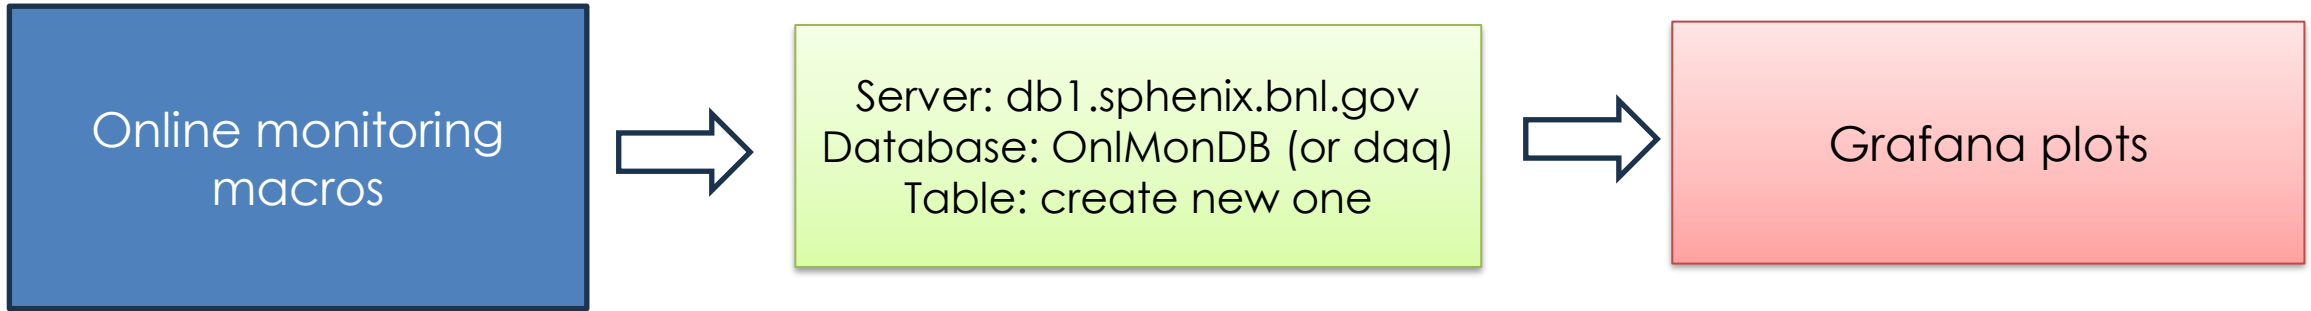 Online monitoring
macros
Server: db1.sphenix.bnl.gov
Database: OnlMonDB (or daq)
Table: create new one
Grafana plots